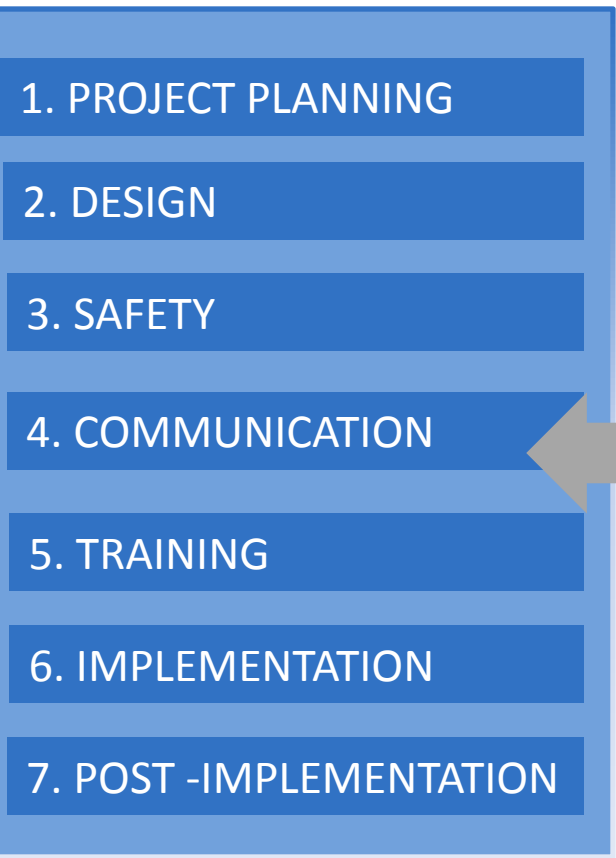 1. PROJECT PLANNING
2. DESIGN
3. SAFETY
4. COMMUNICATION
5. TRAINING
6. IMPLEMENTATION
7. POST -IMPLEMENTATION